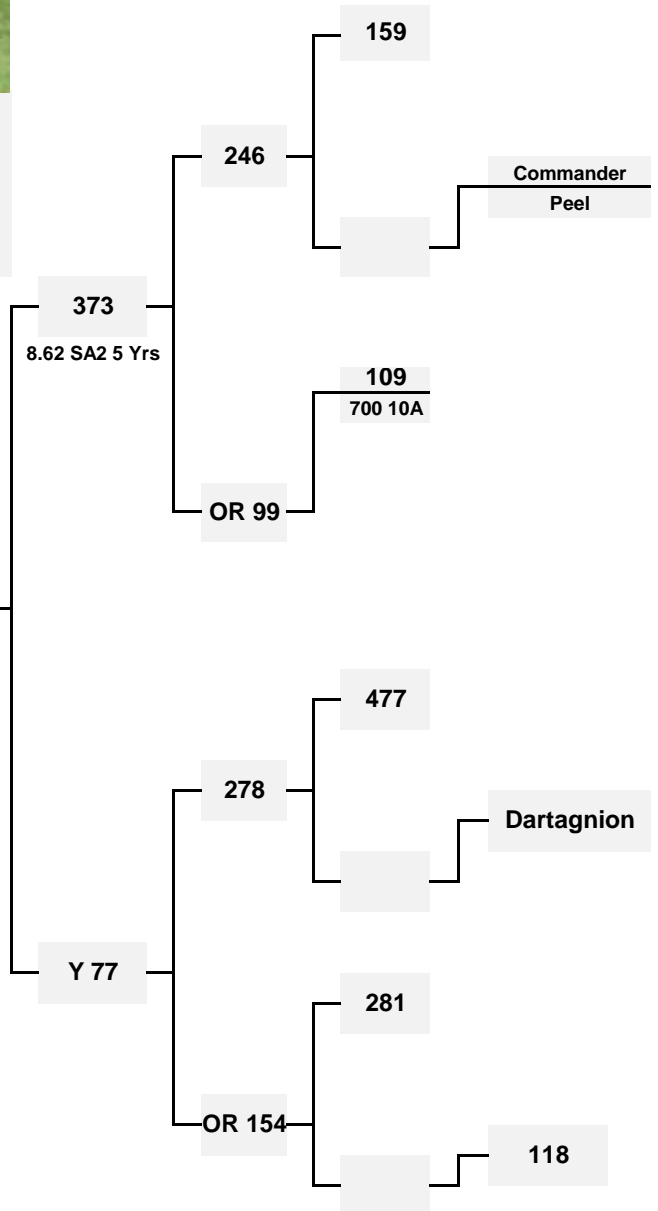 159
246
Commander
Peel
373
8.62 SA2 5 Yrs
109
700 10A
OR 99
477
278
Dartagnion
Y 77
281
OR 154
118